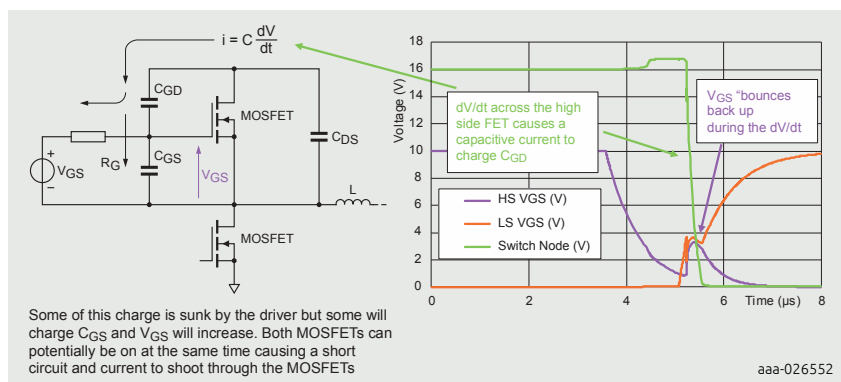 i = C dV/dt
CGD
MOSFET
CDS
CGS
RG
VGS
+
−
VGS
L
MOSFET
Some of this charge is sunk by the driver but some will
charge CGS and VGS will increase. Both MOSFETs can
potentially be on at the same time causing a short
circuit and current to shoot through the MOSFETs
Voltage (V)
18
16
14
12
10
8
6
4
2
0
dV/dt across the high
side FET causes a
capacitive current to
charge CGD
VGS “bounces
back up
during the dV/dt
HS VGS (V)
LS VGS (V)
Switch Node (V)
0
2
4
6
Time (μs)
8
aaa-026552